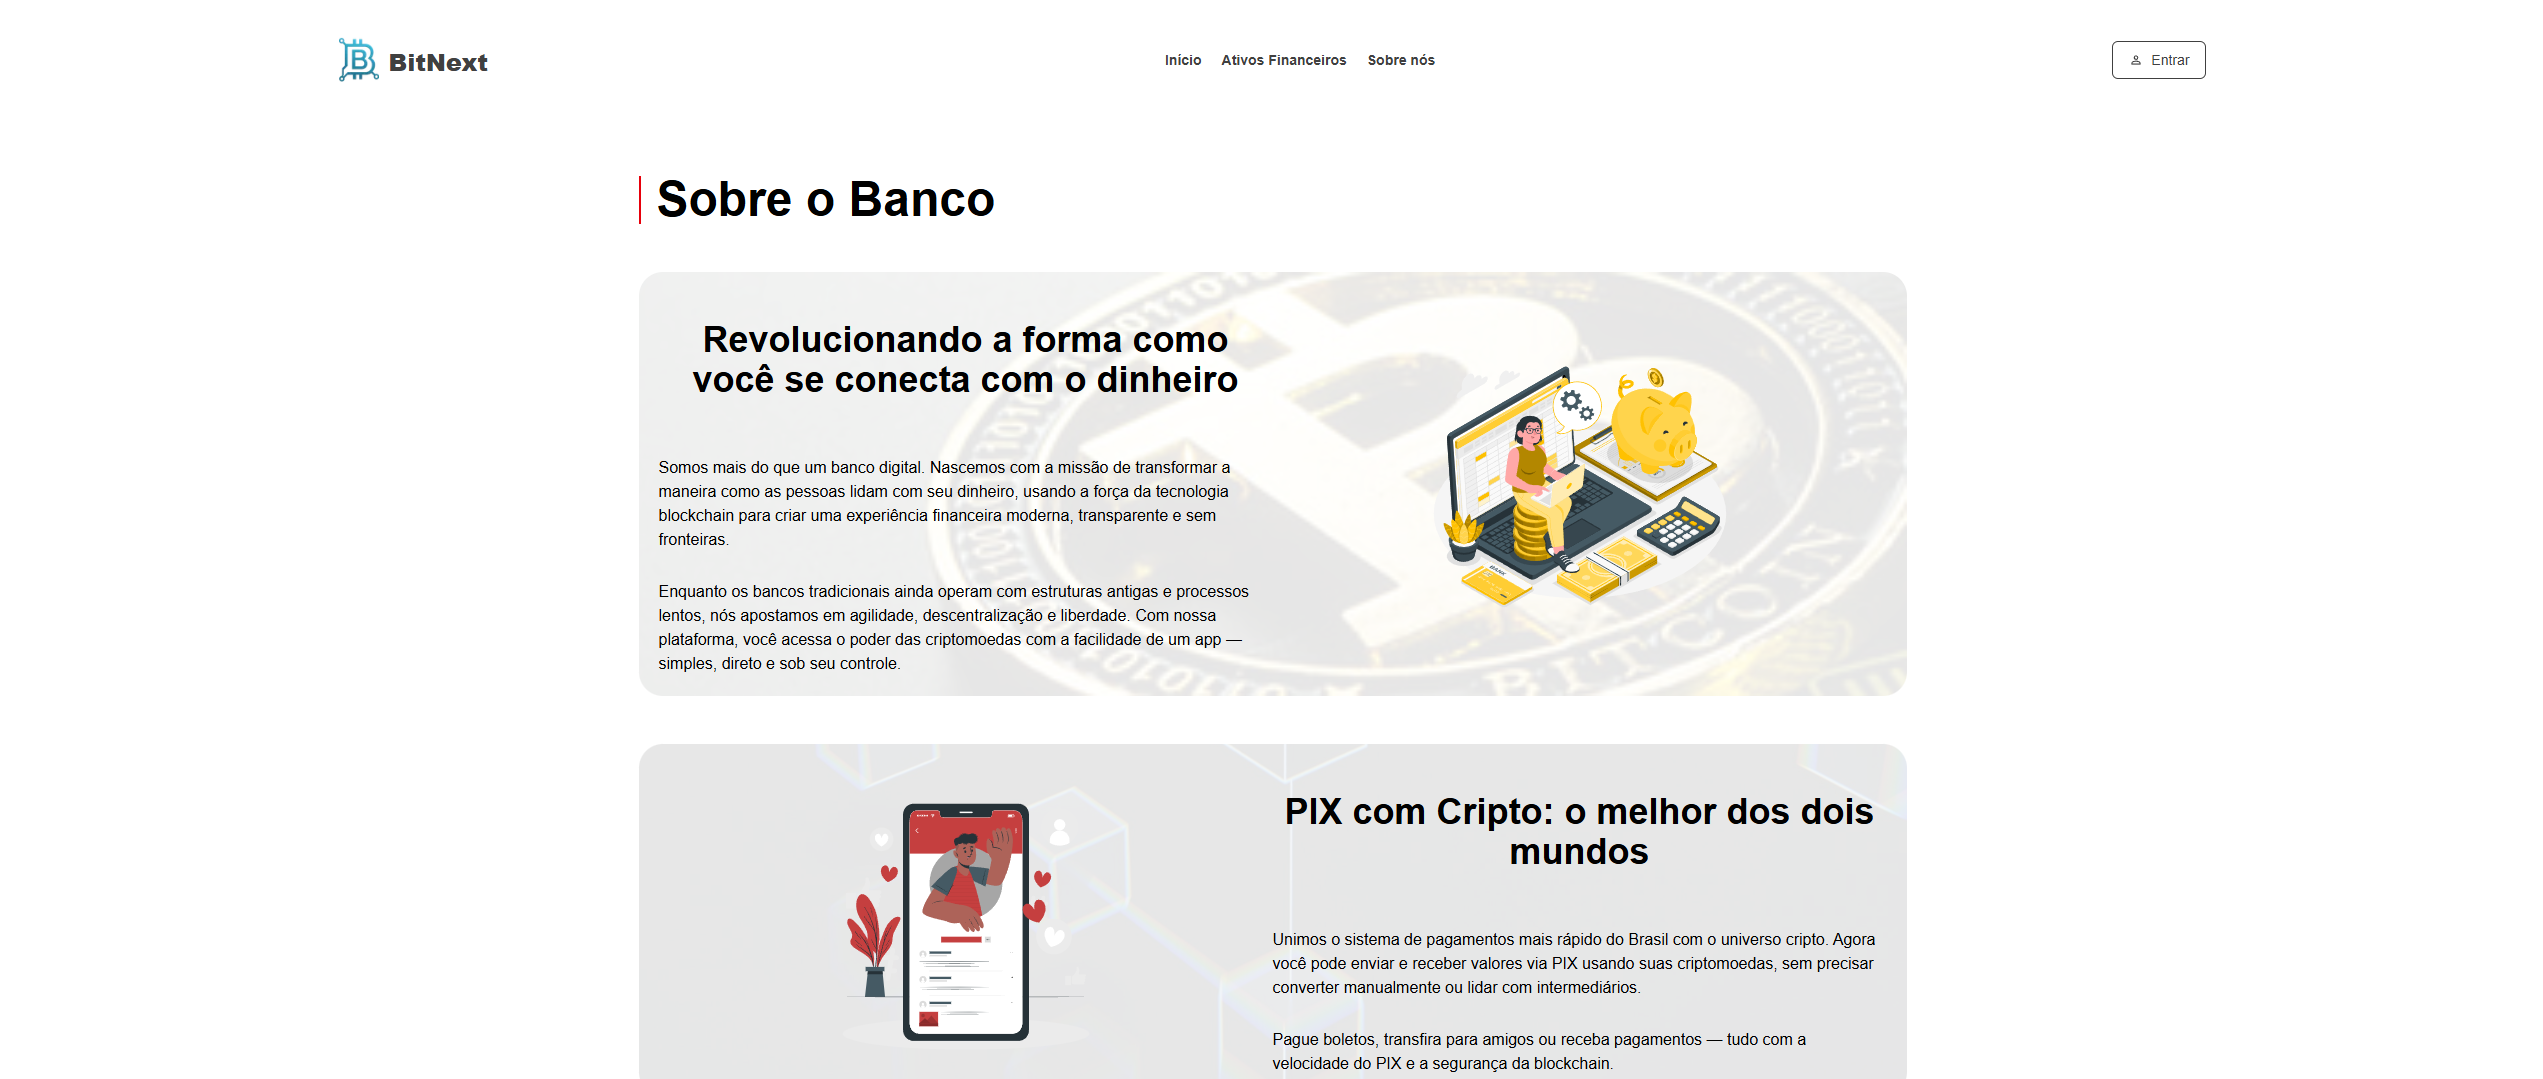 BitNext
Início Ativos Financeiros Sobre nós
Entrar
Sobre o Banco
Revolucionando a forma como
você se conecta com o dinheiro
Somos mais do que um banco digital. Nascemos com a missão de transformar a
maneira como as pessoas lidam com seu dinheiro, usando a força da tecnologia
blockchain para criar uma experiência financeira moderna, transparente e sem
fronteiras.
Enquanto os bancos tradicionais ainda operam com estruturas antigas e processos
lentos, nós apostamos em agilidade, descentralização e liberdade. Com nossa
plataforma, você acessa o poder das criptomoedas com a facilidade de um app —
simples, direto e sob seu controle.
BANK
BITCOIN
PIX com Cripto: o melhor dos dois
mundos
Unimos o sistema de pagamentos mais rápido do Brasil com o universo cripto. Agora
você pode enviar e receber valores via PIX usando suas criptomoedas, sem precisar
converter manualmente ou lidar com intermediários.
Pague boletos, transfira para amigos ou receba pagamentos — tudo com a
velocidade do PIX e a segurança da blockchain.